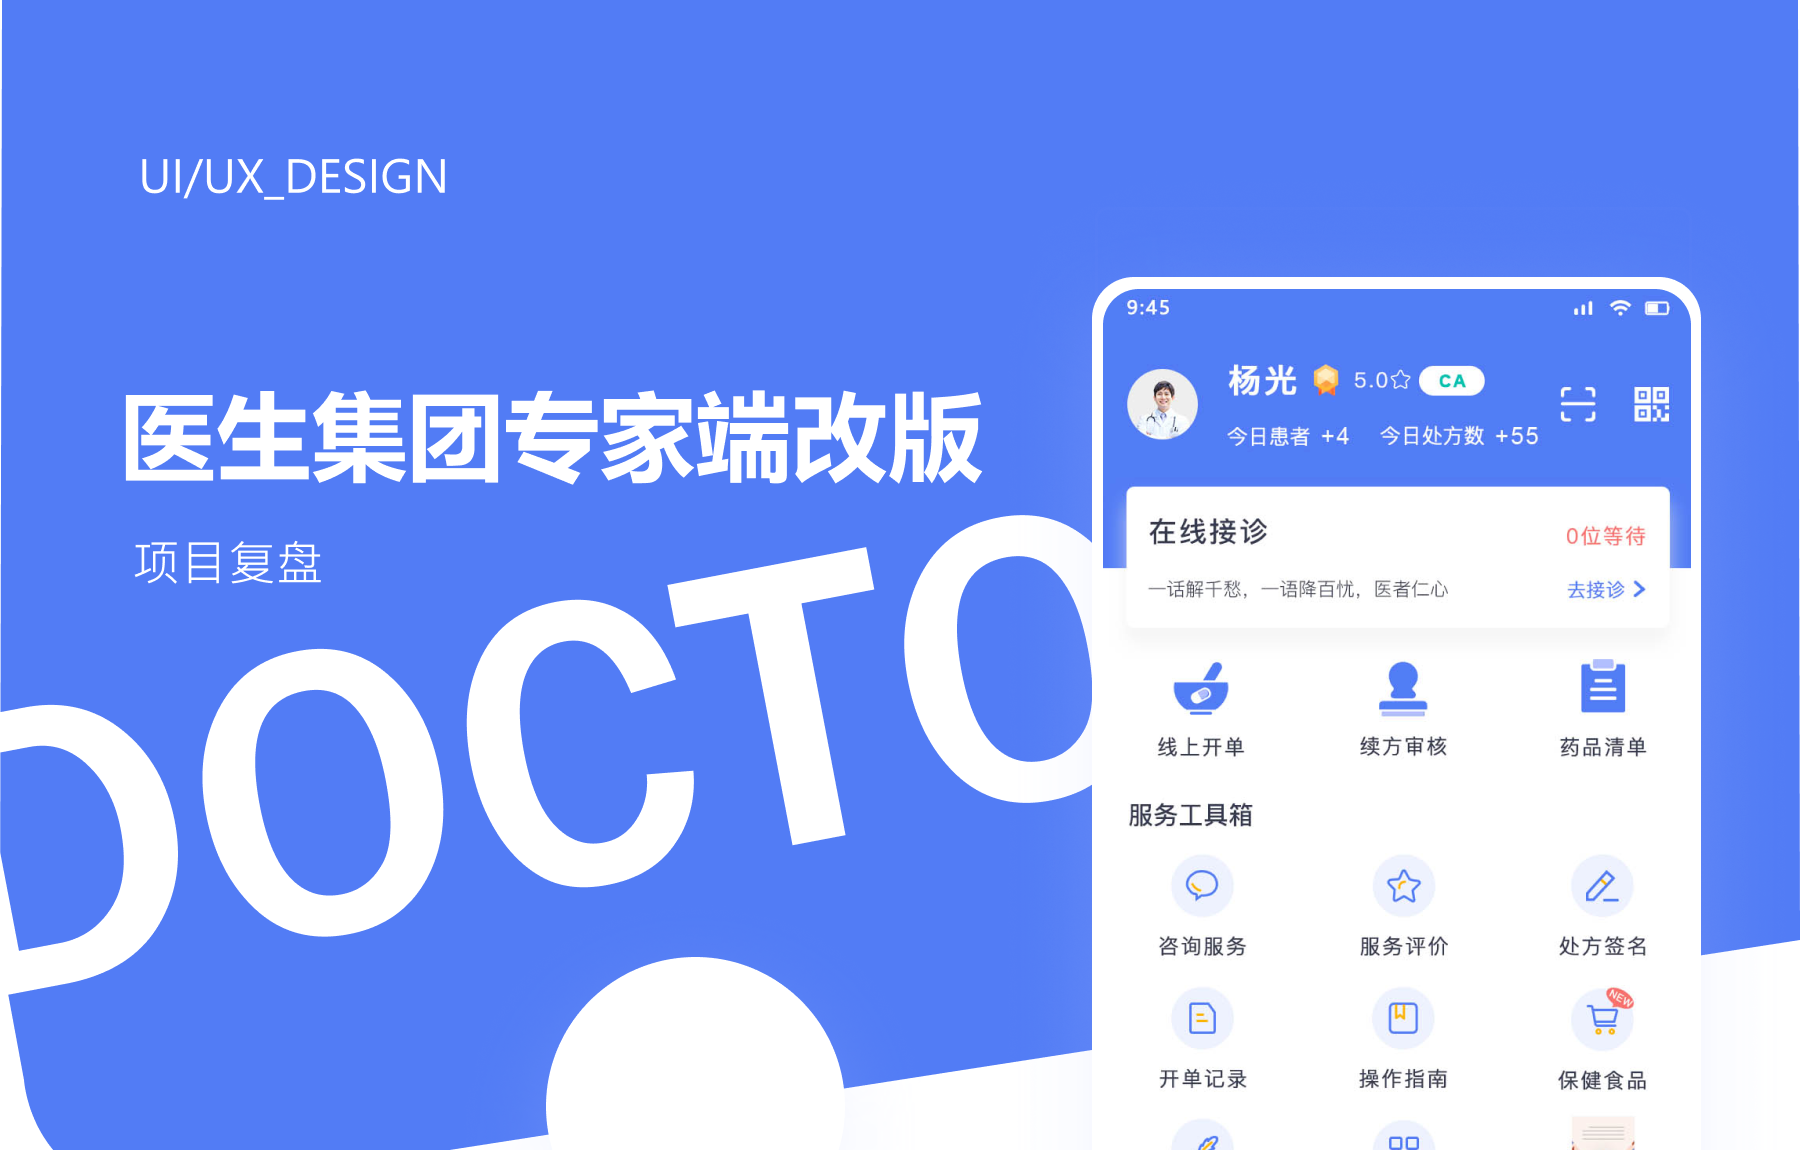 UI/UX_DESIGN
医生集团专家端改版
项目复盘
DOCTO
9:45
杨光 5.0 CA
今日患者 +4 今日处方数 +55
在线接诊 0位等待
一话解千愁，一语降百忧，医者仁心 去接诊
线上开单 续方审核 药品清单
服务工具箱
咨询服务 服务评价 处方签名
NEW
开单记录 操作指南 保健食品